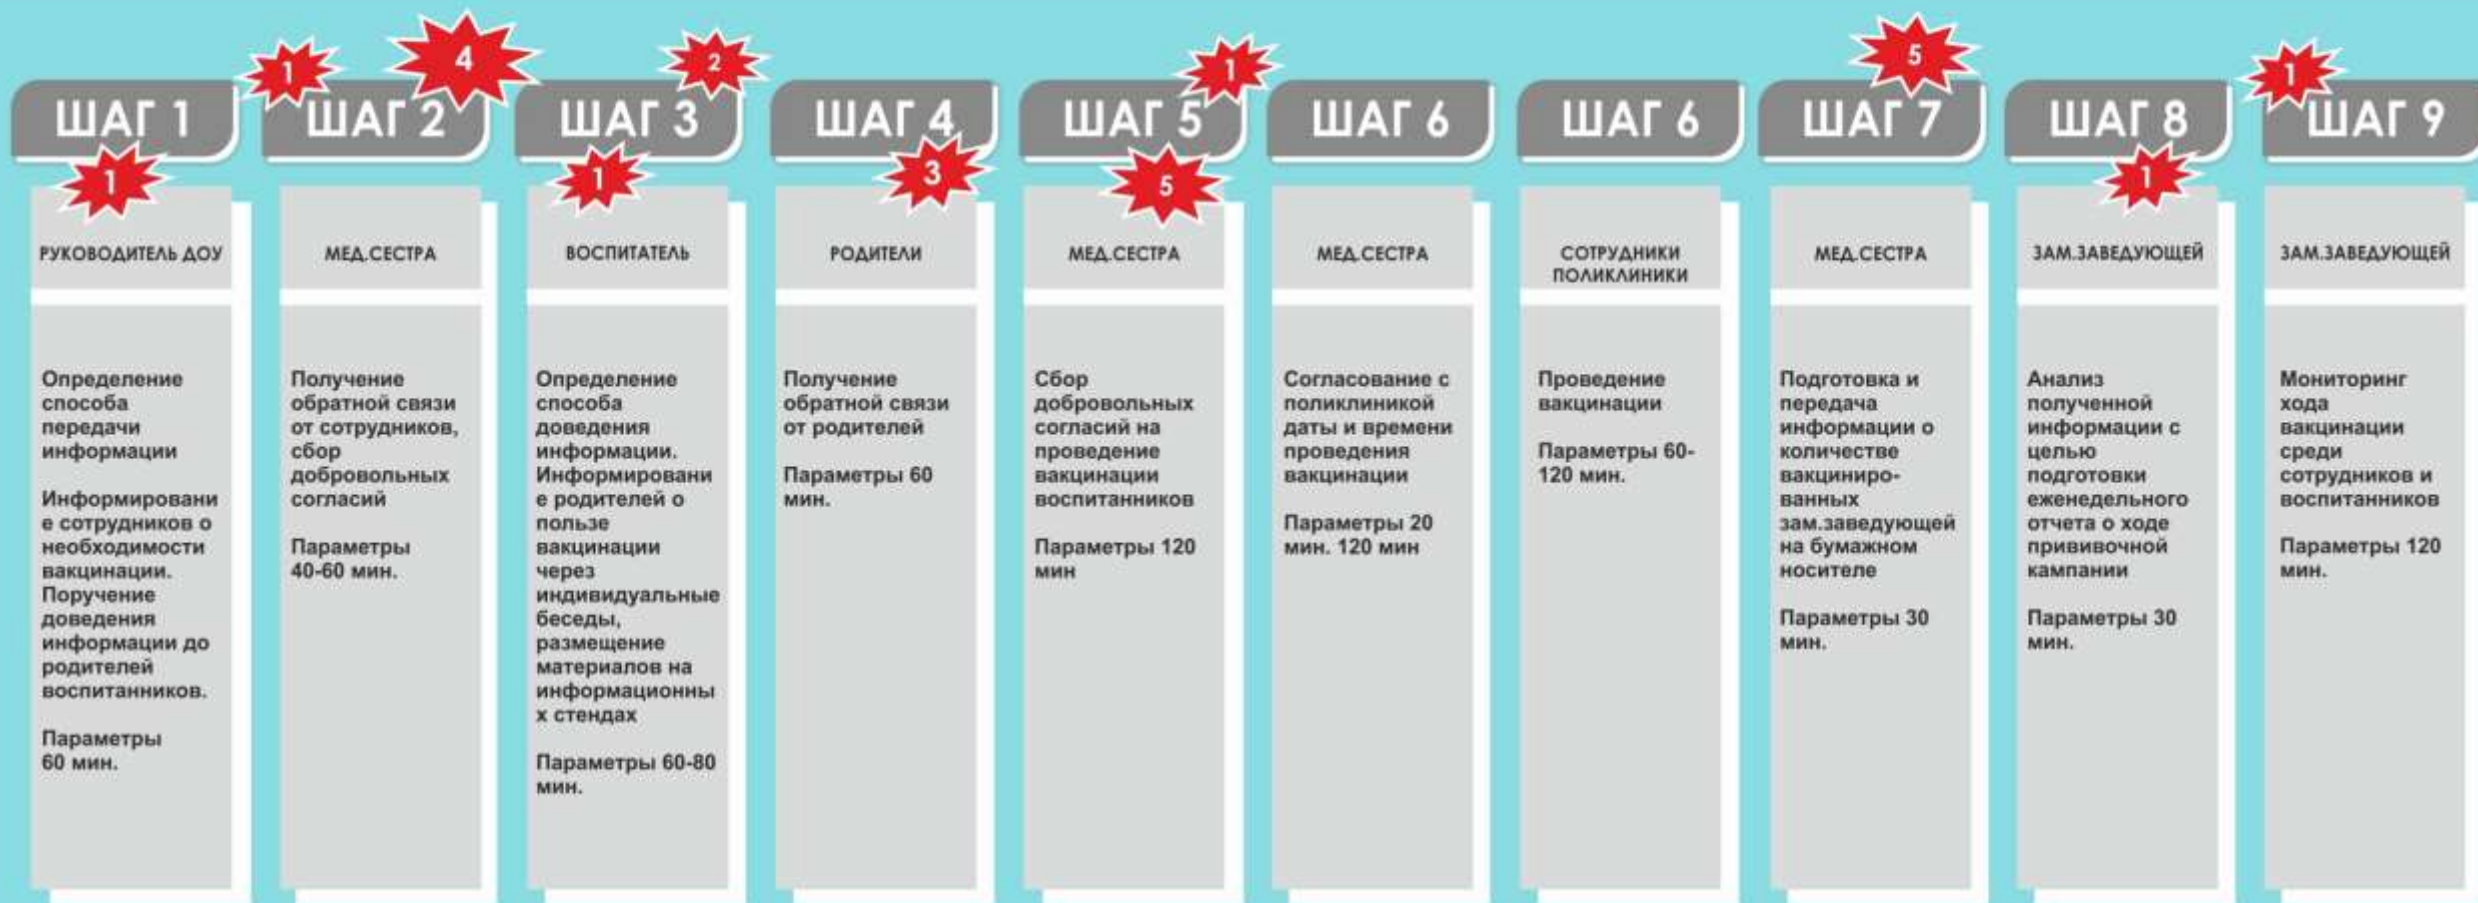 1
4
2
1
5
1
ШАГ 1
ШАГ 2
ШАГ 3
ШАГ 4
ШАГ 5
ШАГ 6
ШАГ 6
ШАГ 7
ШАГ 8
ШАГ 9
1
1
3
5
1
РУКОВОДИТЕЛЬ ДОУ
МЕД.СЕСТРА
ВОСПИТАТЕЛЬ
РОДИТЕЛИ
МЕД.СЕСТРА
МЕД.СЕСТРА
СОТРУДНИКИ
ПОЛИКЛИНИКИ
МЕД.СЕСТРА
ЗАМ.ЗАВЕДУЮЩЕЙ
ЗАМ.ЗАВЕДУЮЩЕЙ
Определение
способа
передачи
информации
Информировани
е сотрудников о
необходимости
вакцинации.
Поручение
доведения
информации до
родителей
воспитанников.
Параметры
60 мин.
Получение
обратной связи
от сотрудников,
сбор
добровольных
согласий
Параметры
40-60 мин.
Определение
способа
доведения
информации.
Информировани
е родителей о
пользе
вакцинации
через
индивидуальные
беседы,
размещение
материалов на
информационны
х стендах
Параметры 60-80
мин.
Получение
обратной связи
от родителей
Параметры 60
мин.
Сбор
добровольных
согласий на
проведение
вакцинации
воспитанников
Параметры 120
мин
Согласование с
поликлиникой
даты и времени
проведения
вакцинации
Параметры 20
мин. 120 мин
Проведение
вакцинации
Параметры 60-
120 мин.
Подготовка и
передача
информации о
количестве
вакциниро-
ванных
зам.заведующей
на бумажном
носителе
Параметры 30
мин.
Анализ
полученной
информации с
целью
подготовки
еженедельного
отчета о ходе
прививочной
кампании
Параметры 30
мин.
Мониторинг
хода
вакцинации
среди
сотрудников и
воспитанников
Параметры 120
мин.